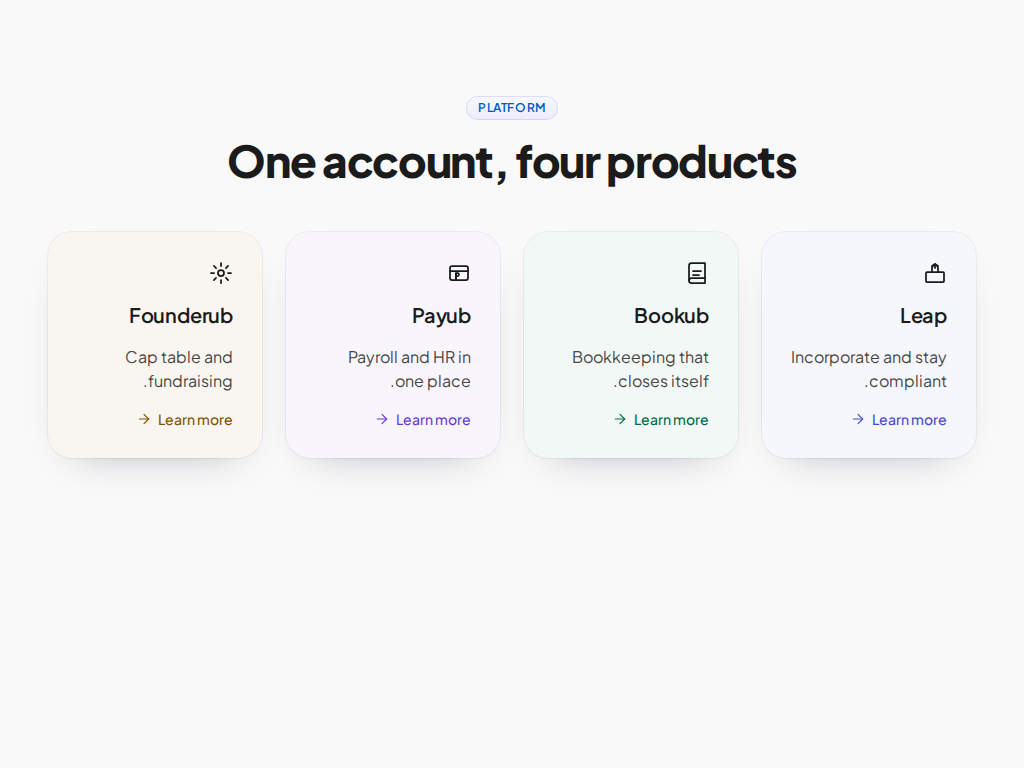 PLATFORM
One account, four products
Founderub
Cap table and
.fundraising
Learn more
Payub
Payroll and HR in
.one place
Learn more
Bookub
Bookkeeping that
.closes itself
Learn more
Leap
Incorporate and stay
.compliant
Learn more